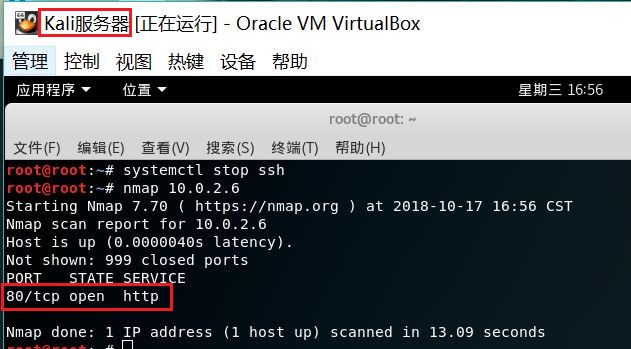 Kali服务器 [正在运行] - Oracle VM VirtualBox
管理 控制 视图 热键 设备 帮助
应用程序 位置 星期三 16:56
root@root: ~
文件(F) 编辑(E) 查看(V) 搜索(S) 终端(T) 帮助(H)
root@root:~# systemctl stop ssh
root@root:~# nmap 10.0.2.6
Starting Nmap 7.70 ( https://nmap.org ) at 2018-10-17 16:56 CST
Nmap scan report for 10.0.2.6
Host is up (0.0000040s latency).
Not shown: 999 closed ports
PORT   STATE SERVICE
80/tcp open  http
Nmap done: 1 IP address (1 host up) scanned in 13.09 seconds
root@root:~#